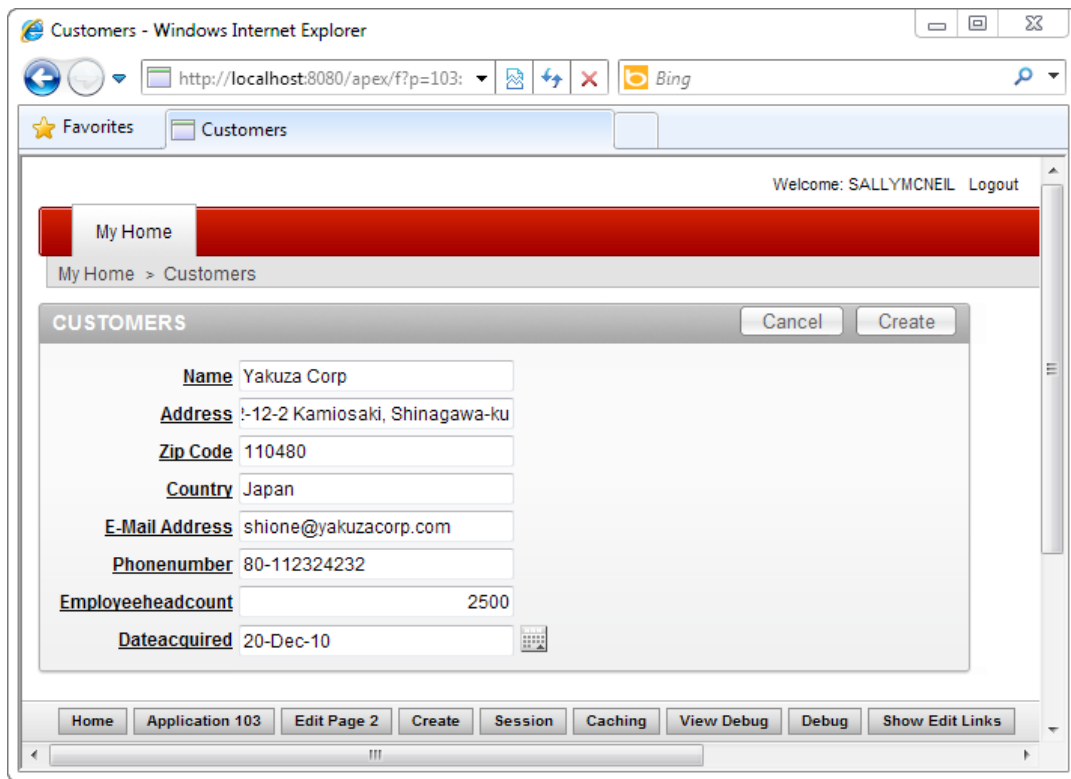 Customers - Windows Internet Explorer
http://localhost:8080/apex/f?p=103: Bing
Favorites Customers
Welcome: SALLYMCNEIL Logout
My Home
My Home > Customers
CUSTOMERS Cancel Create
Name Yakuza Corp
Address -12-2 Kamiosaki, Shinagawa-ku
Zip Code 110480
Country Japan
E-Mail Address shione@yakuzacorp.com
Phonenumber 80-112324232
Employeeheadcount 2500
Dateacquired 20-Dec-10
Home Application 103 Edit Page 2 Create Session Caching View Debug Debug Show Edit Links